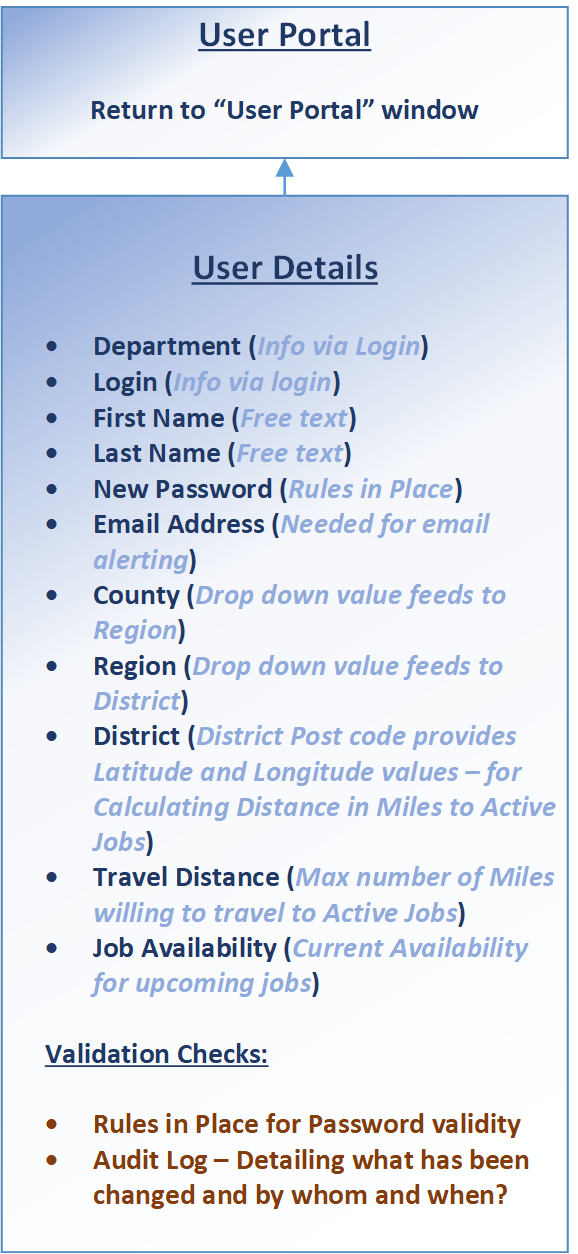 User Portal
Return to “User Portal” window
User Details
• Department (Info via Login)
• Login (Info via login)
• First Name (Free text)
• Last Name (Free text)
• New Password (Rules in Place)
• Email Address (Needed for email
alerting)
• County (Drop down value feeds to
Region)
• Region (Drop down value feeds to
District)
• District (District Post code provides
Latitude and Longitude values – for
Calculating Distance in Miles to Active
Jobs)
• Travel Distance (Max number of Miles
willing to travel to Active Jobs)
• Job Availability (Current Availability
for upcoming jobs)
Validation Checks:
• Rules in Place for Password validity
• Audit Log – Detailing what has been
changed and by whom and when?